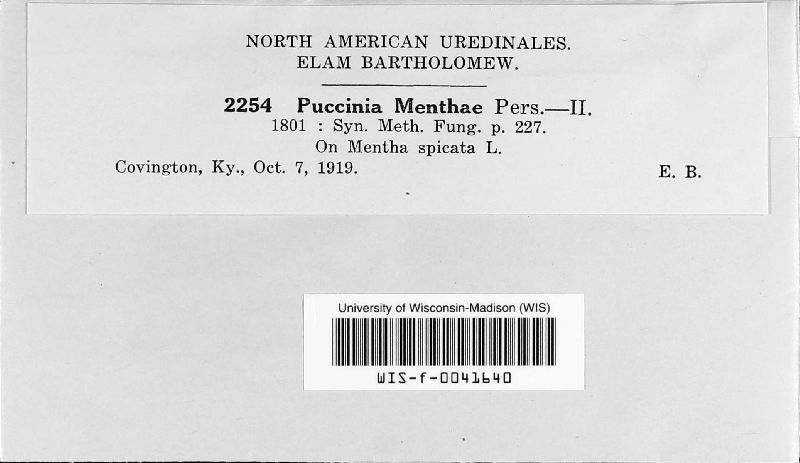 NORTH AMERICAN UREDINALES.
ELAM BARTHOLOMEW.
2254 Puccinia Menthae Pers.—II.
1801 : Syn. Meth. Fung. p. 227.
On Mentha spicata L.
Covington, Ky., Oct. 7, 1919. E. B.
University of Wisconsin-Madison (WIS)
WIS-f-0041640